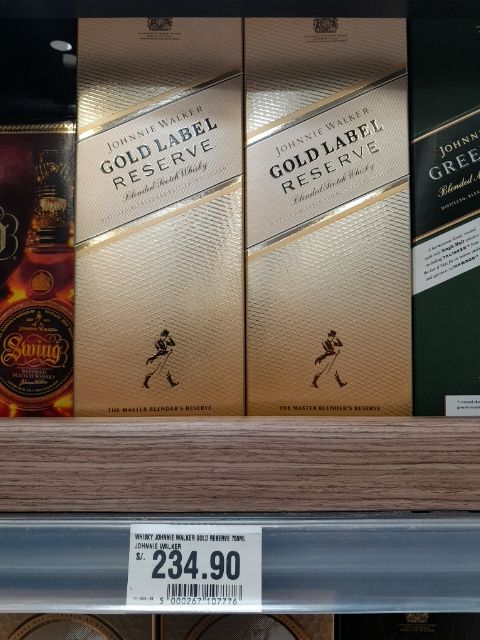 JOHNNIE WALKER
GOLD LABEL
RESERVE
Blended Scotch Whisky
THE MASTER BLENDER'S RESERVE
JOHNNIE WALKER
GOLD LABEL
RESERVE
Blended Scotch Whisky
THE MASTER BLENDER'S RESERVE
JOHNNIE WALKER
Swing
BLENDED
SCOTCH WHISKY
JOHNN
GREE
Blended
WHISKY JOHNNIE WALKER GOLD RESERVE 750ML
JOHNNIE WALKER
S/. 234.90
5 000267 107776